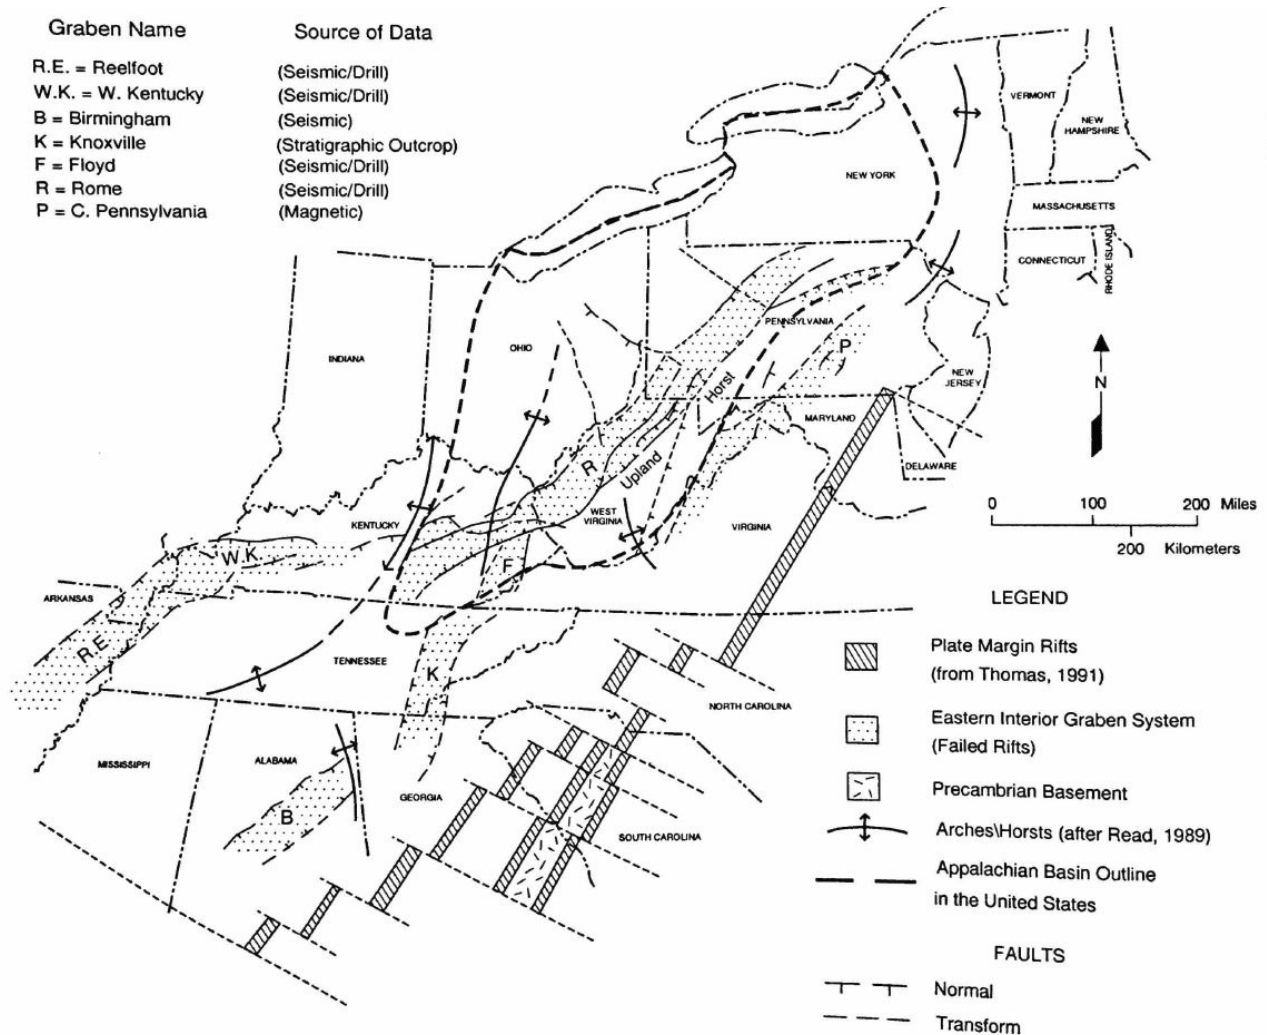 Graben Name Source of Data
R.E. = Reelfoot (Seismic/Drill)
W.K. = W. Kentucky (Seismic/Drill)
B = Birmingham (Seismic)
K = Knoxville (Stratigraphic Outcrop)
F = Floyd (Seismic/Drill)
R = Rome (Seismic/Drill)
P = C. Pennsylvania (Magnetic)
VERMONT
NEW
HAMPSHIRE
NEW YORK
MASSACHUSETTS
CONNECTICUT
RHODE ISLAND
PENNSYLVANIA
INDIANA
OHIO
P
NEW
JERSEY
N
Horst
MARYLAND
DELAWARE
R
Upland
WEST
VIRGINIA
VIRGINIA
KENTUCKY
W.K.
F
0 100 200 Miles
200 Kilometers
ARKANSAS
R.E.
TENNESSEE
K
NORTH CAROLINA
MISSISSIPPI
ALABAMA
GEORGIA
B
SOUTH CAROLINA
LEGEND
Plate Margin Rifts
(from Thomas, 1991)
Eastern Interior Graben System
(Failed Rifts)
Precambrian Basement
Arches\Horsts (after Read, 1989)
Appalachian Basin Outline
in the United States
FAULTS
Normal
Transform